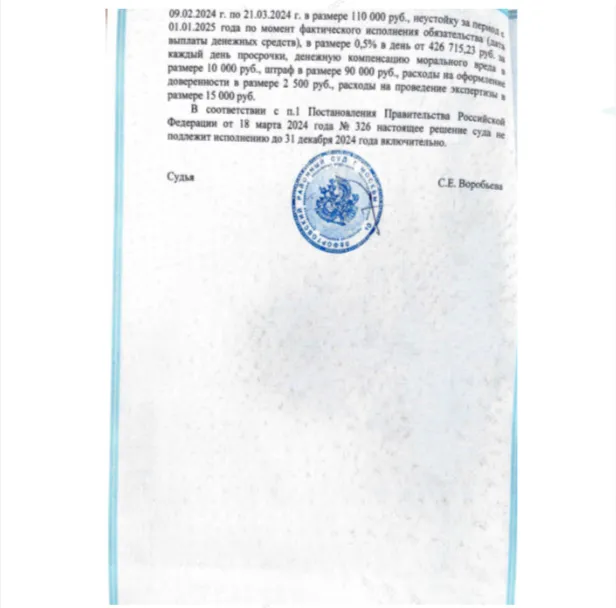 09.02.2024 г. по 21.03.2024 г. в размере 110 000 руб., неустойку за период с
01.01.2025 года по момент фактического исполнения обязательства (дата
выплаты денежных средств), в размере 0,5% в день от 426 715,23 руб. за
каждый день просрочки, денежную компенсацию морального вреда в
размере 10 000 руб., штраф в размере 90 000 руб., расходы на оформление
доверенности в размере 2 500 руб., расходы на проведение экспертизы в
размере 15 000 руб.
В соответствии с п.1 Постановления Правительства Российской
Федерации от 18 марта 2024 года № 326 настоящее решение суда не
подлежит исполнению до 31 декабря 2024 года включительно.
Судья
С.Е. Воробьева
ЛЕФОРТОВСКИЙ РАЙОННЫЙ СУД Г. МОСКВЫ